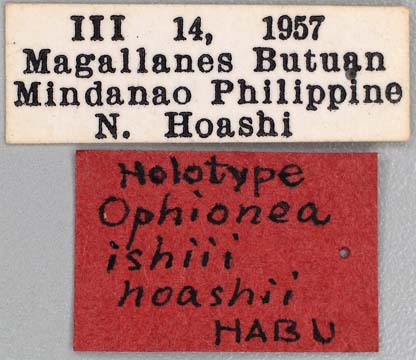 III 14, 1957
Magallanes Butuan
Mindanao Philippine
N. Hoashi
Holotype
Ophionea
ishiii
hoashii
HABU